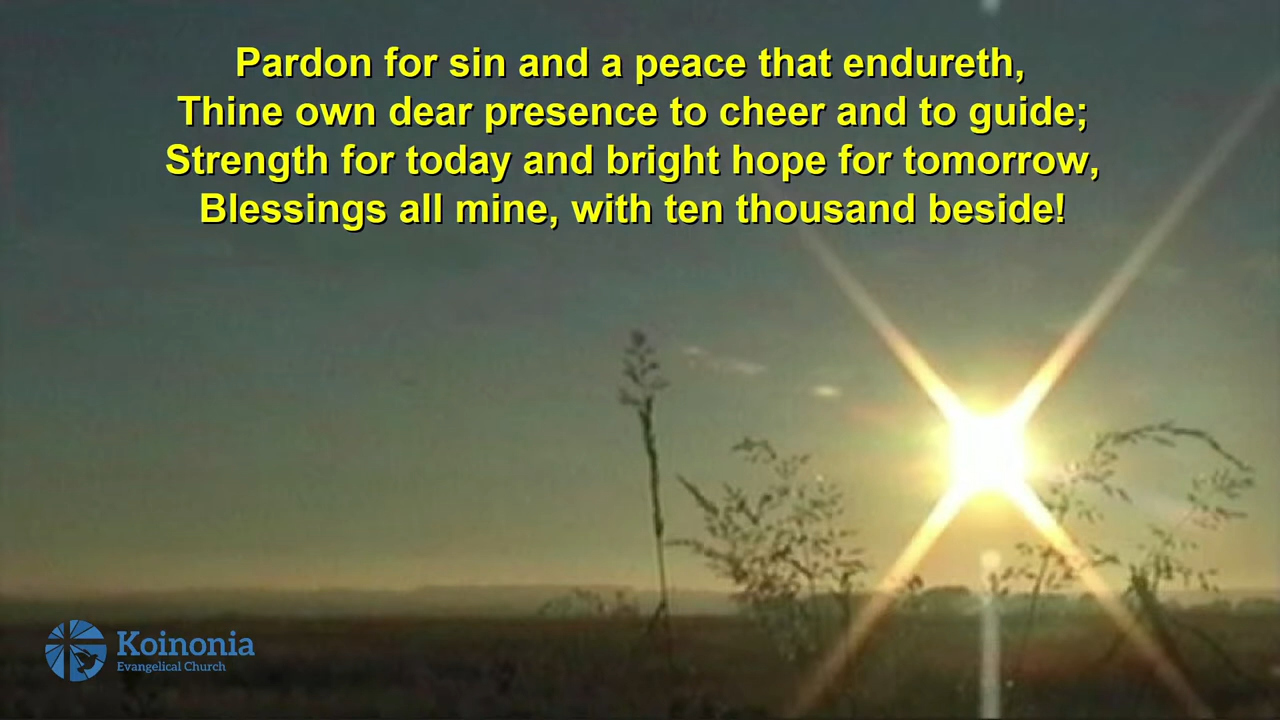 Pardon for sin and a peace that endureth,
Thine own dear presence to cheer and to guide;
Strength for today and bright hope for tomorrow,
Blessings all mine, with ten thousand beside!
Koinonia
Evangelical Church